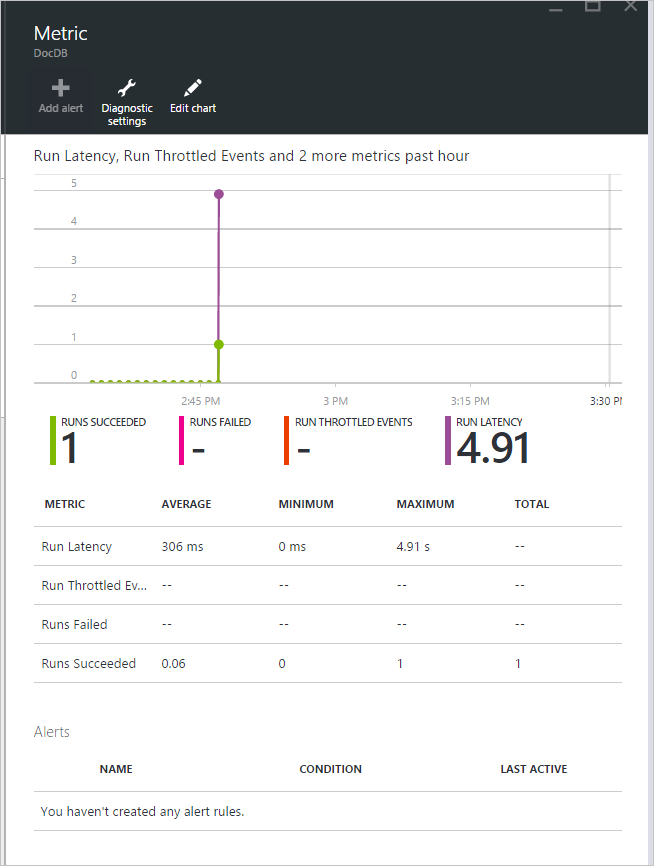 Metric
DocDB
Add alert
Diagnostic settings
Edit chart
Run Latency, Run Throttled Events and 2 more metrics past hour
5
4
3
2
1
0
2:45 PM 3 PM 3:15 PM 3:30 PM
RUNS SUCCEEDED RUNS FAILED RUN THROTTLED EVENTS RUN LATENCY
1 - - 4.91
METRIC AVERAGE MINIMUM MAXIMUM TOTAL
Run Latency 306 ms 0 ms 4.91 s --
Run Throttled Ev... -- -- -- --
Runs Failed -- -- -- --
Runs Succeeded 0.06 0 1 1
Alerts
NAME CONDITION LAST ACTIVE
You haven't created any alert rules.